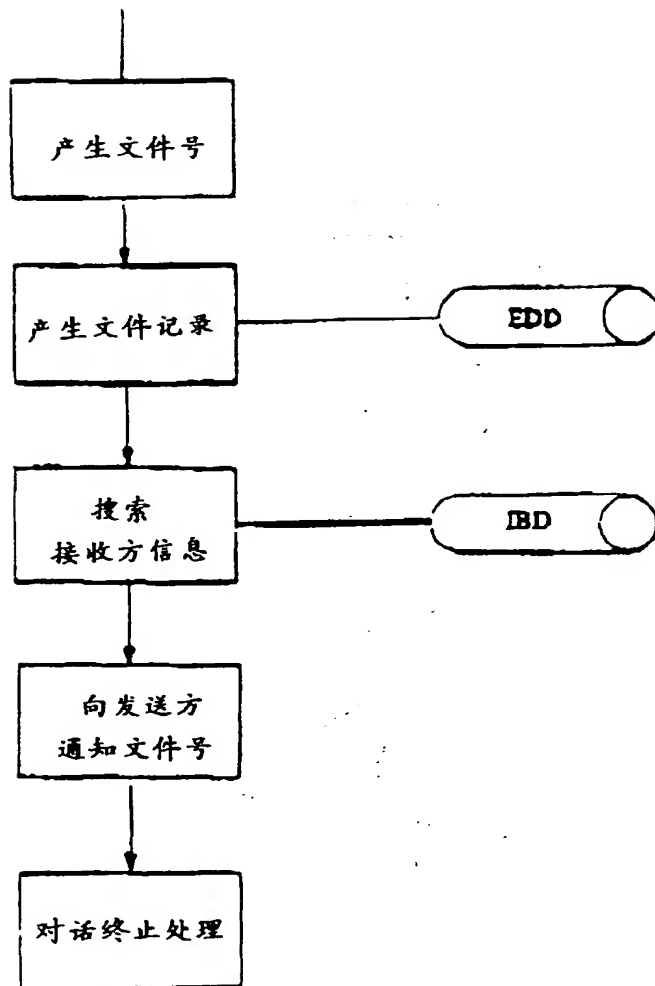 产生文件号
产生文件记录
EDD
搜索
接收方信息
IBD
向发送方
通知文件号
对话终止处理